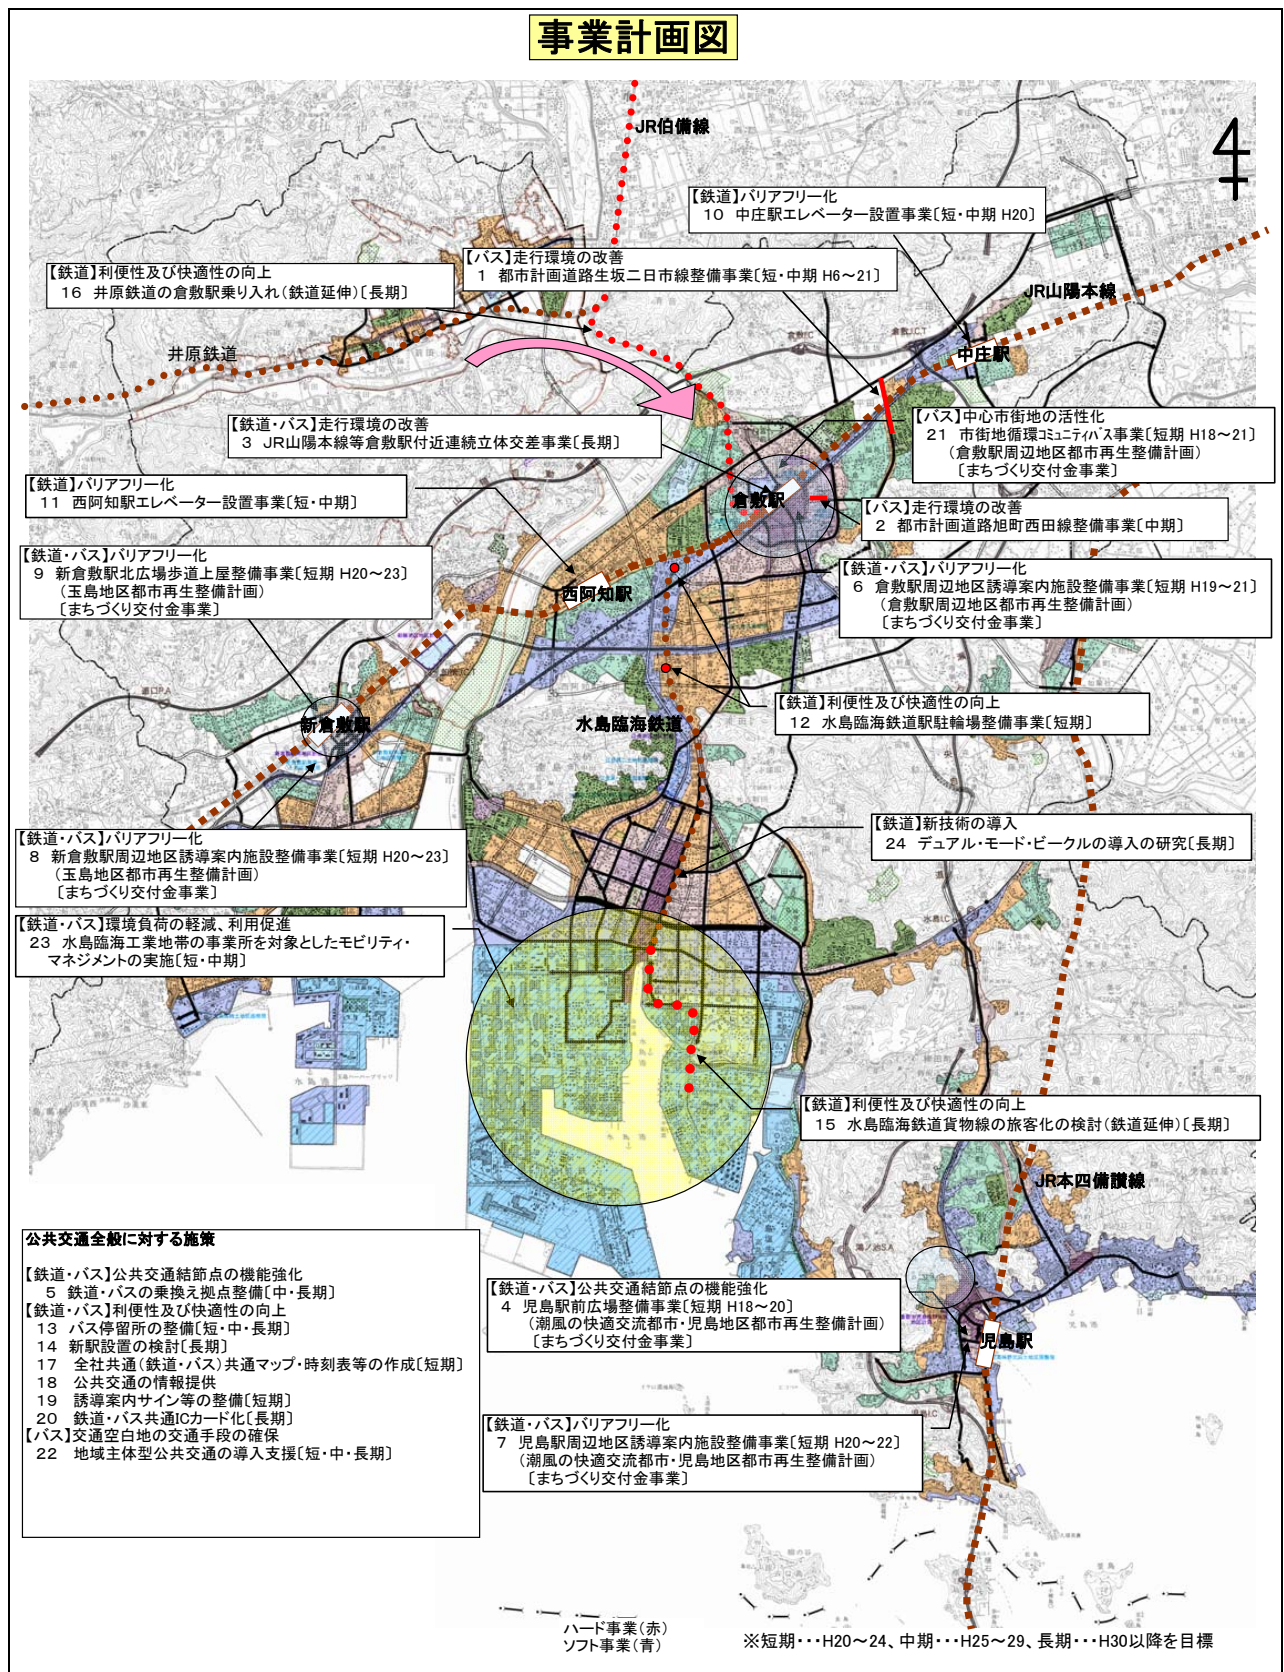 事業計画図
JR伯備線
【鉄道】バリアフリー化
10 中庄駅エレベーター設置事業〔短・中期 H20〕
【バス】走行環境の改善
1 都市計画道路生坂二日市線整備事業〔短・中期 H6～21〕
【鉄道】利便性及び快適性の向上
16 井原鉄道の倉敷駅乗り入れ(鉄道延伸)〔長期〕
JR山陽本線
倉敷J.C.T
倉敷I.C
中庄駅
井原鉄道
【鉄道・バス】走行環境の改善
3 JR山陽本線等倉敷駅付近連続立体交差事業〔長期〕
【バス】中心市街地の活性化
21 市街地循環コミュニティバス事業〔短期 H18～21〕
(倉敷駅周辺地区都市再生整備計画)
〔まちづくり交付金事業〕
【鉄道】バリアフリー化
11 西阿知駅エレベーター設置事業〔短・中期〕
倉敷駅
【バス】走行環境の改善
2 都市計画道路旭町西田線整備事業〔中期〕
【鉄道・バス】バリアフリー化
9 新倉敷駅北広場歩道上屋整備事業〔短期 H20～23〕
(玉島地区都市再生整備計画)
〔まちづくり交付金事業〕
西阿知駅
【鉄道・バス】バリアフリー化
6 倉敷駅周辺地区誘導案内施設整備事業〔短期 H19～21〕
(倉敷駅周辺地区都市再生整備計画)
〔まちづくり交付金事業〕
道口P.A
新倉敷駅
水島臨海鉄道
【鉄道】利便性及び快適性の向上
12 水島臨海鉄道駅駐輪場整備事業〔短期〕
【鉄道・バス】バリアフリー化
8 新倉敷駅周辺地区誘導案内施設整備事業〔短期 H20～23〕
(玉島地区都市再生整備計画)
〔まちづくり交付金事業〕
【鉄道】新技術の導入
24 デュアル・モード・ビークルの導入の研究〔長期〕
【鉄道・バス】環境負荷の軽減、利用促進
23 水島臨海工業地帯の事業所を対象としたモビリティ・
マネジメントの実施〔短・中期〕
水島I.C
水島港
【鉄道】利便性及び快適性の向上
15 水島臨海鉄道貨物線の旅客化の検討(鉄道延伸)〔長期〕
JR本四備讃線
公共交通全般に対する施策
【鉄道・バス】公共交通結節点の機能強化
5 鉄道・バスの乗換え拠点整備〔中・長期〕
【鉄道・バス】利便性及び快適性の向上
13 バス停留所の整備〔短・中・長期〕
14 新駅設置の検討〔長期〕
17 全社共通(鉄道・バス)共通マップ・時刻表等の作成〔短期〕
18 公共交通の情報提供
19 誘導案内サイン等の整備〔短期〕
20 鉄道・バス共通ICカード化〔長期〕
【バス】交通空白地の交通手段の確保
22 地域主体型公共交通の導入支援〔短・中・長期〕
鴻ノ池S.A
【鉄道・バス】公共交通結節点の機能強化
4 児島駅前広場整備事業〔短期 H18～20〕
(潮風の快適交流都市・児島地区都市再生整備計画)
〔まちづくり交付金事業〕
児島駅
児島I.C
【鉄道・バス】バリアフリー化
7 児島駅周辺地区誘導案内施設整備事業〔短期 H20～22〕
(潮風の快適交流都市・児島地区都市再生整備計画)
〔まちづくり交付金事業〕
ハード事業(赤)
ソフト事業(青)
※短期・・・H20～24、中期・・・H25～29、長期・・・H30以降を目標